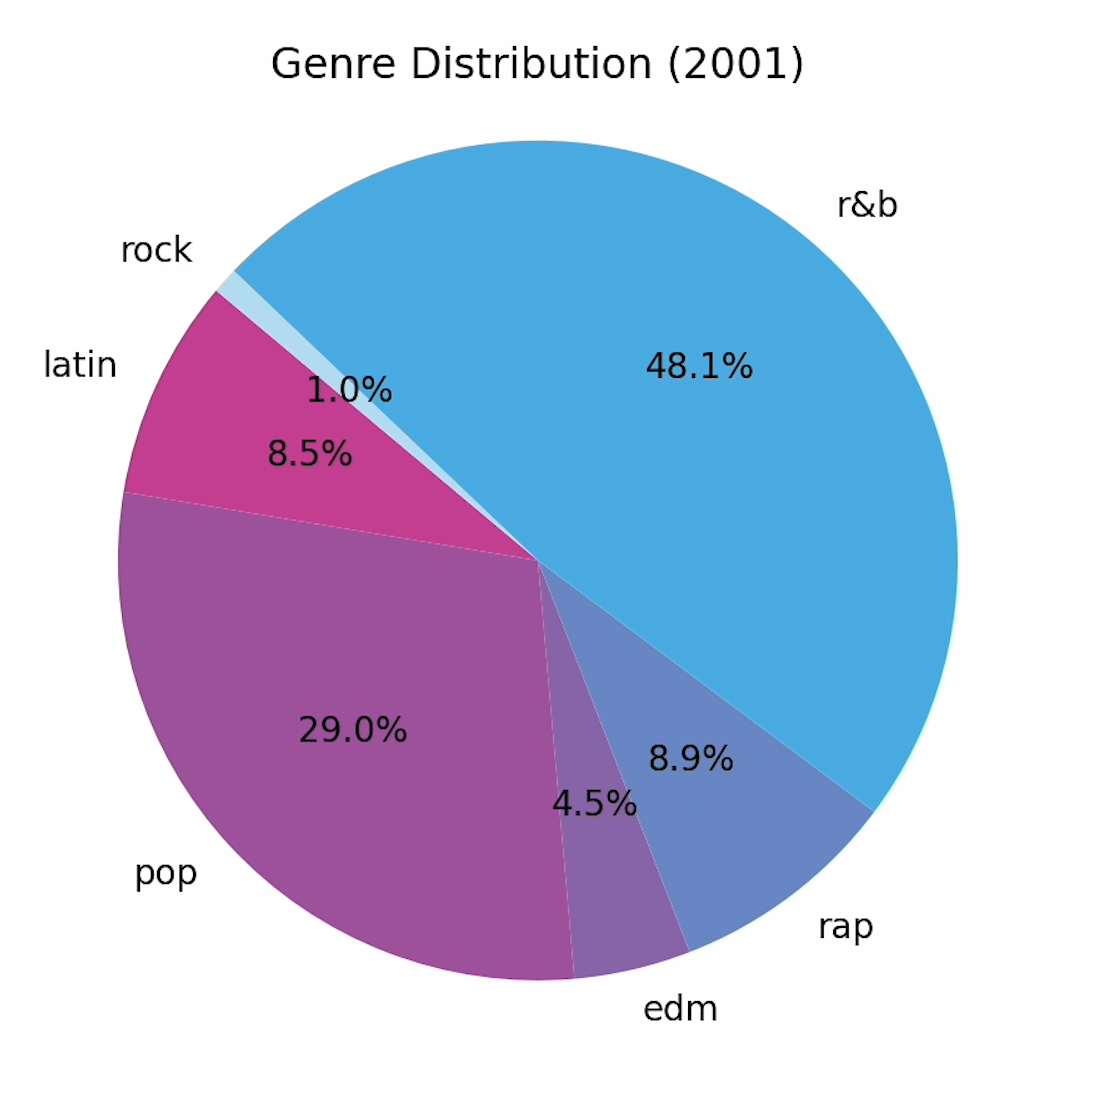 Genre Distribution (2001)
r&b
rock
latin
48.1%
1.0%
8.5%
29.0%
8.9%
4.5%
pop
rap
edm